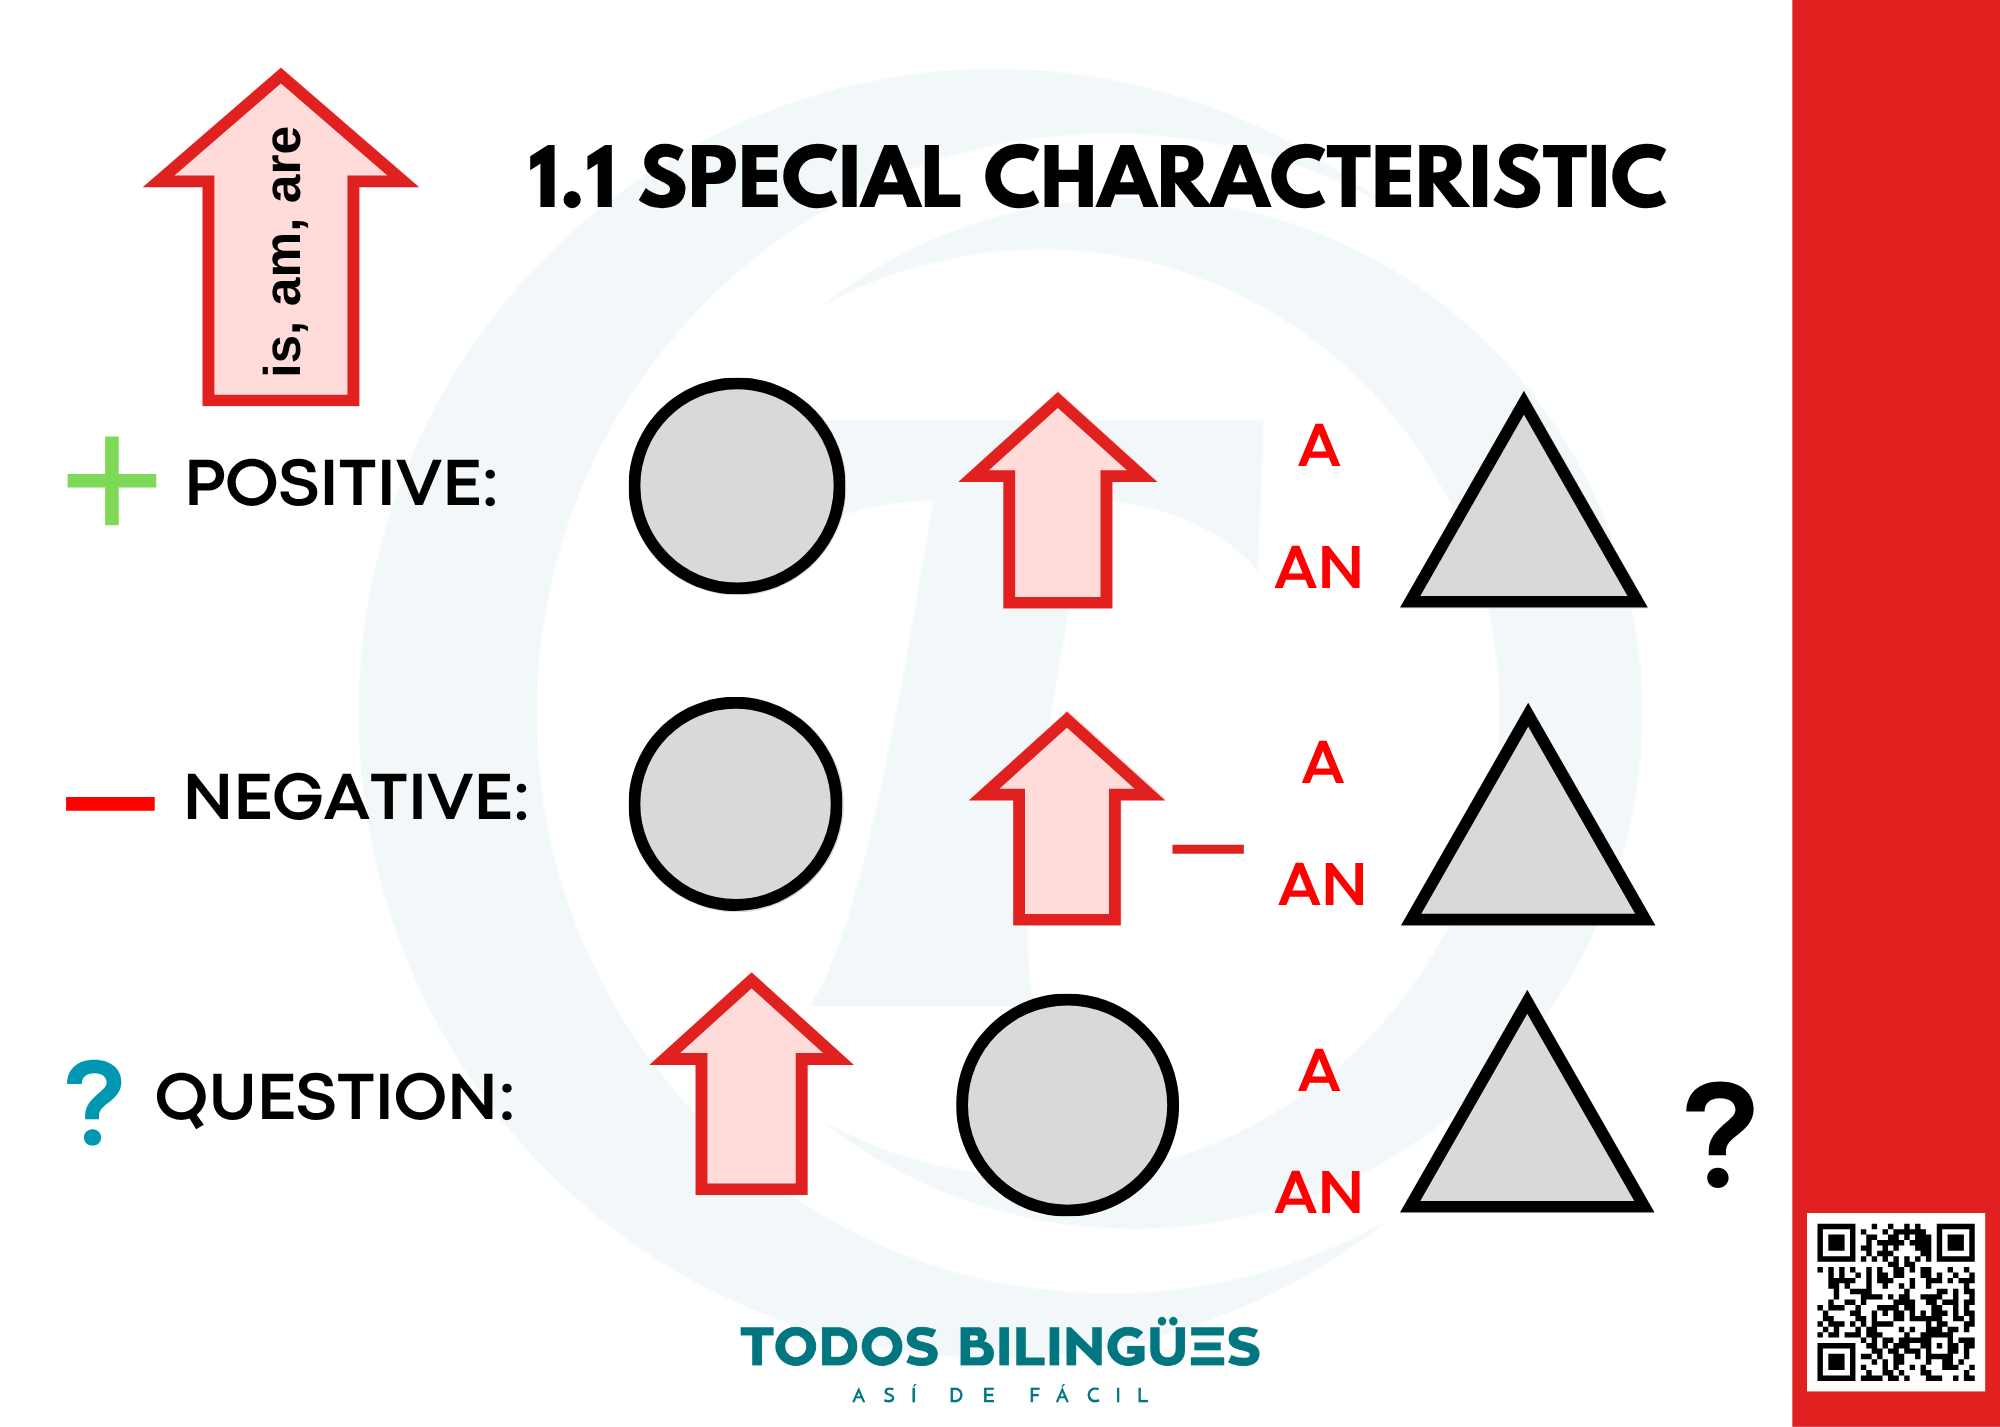 is, am, are
1.1 SPECIAL CHARACTERISTIC
+ POSITIVE:
A
AN
— NEGATIVE:
—
A
AN
? QUESTION:
A
AN
?
TODOS BILINGÜES
ASÍ DE FÁCIL